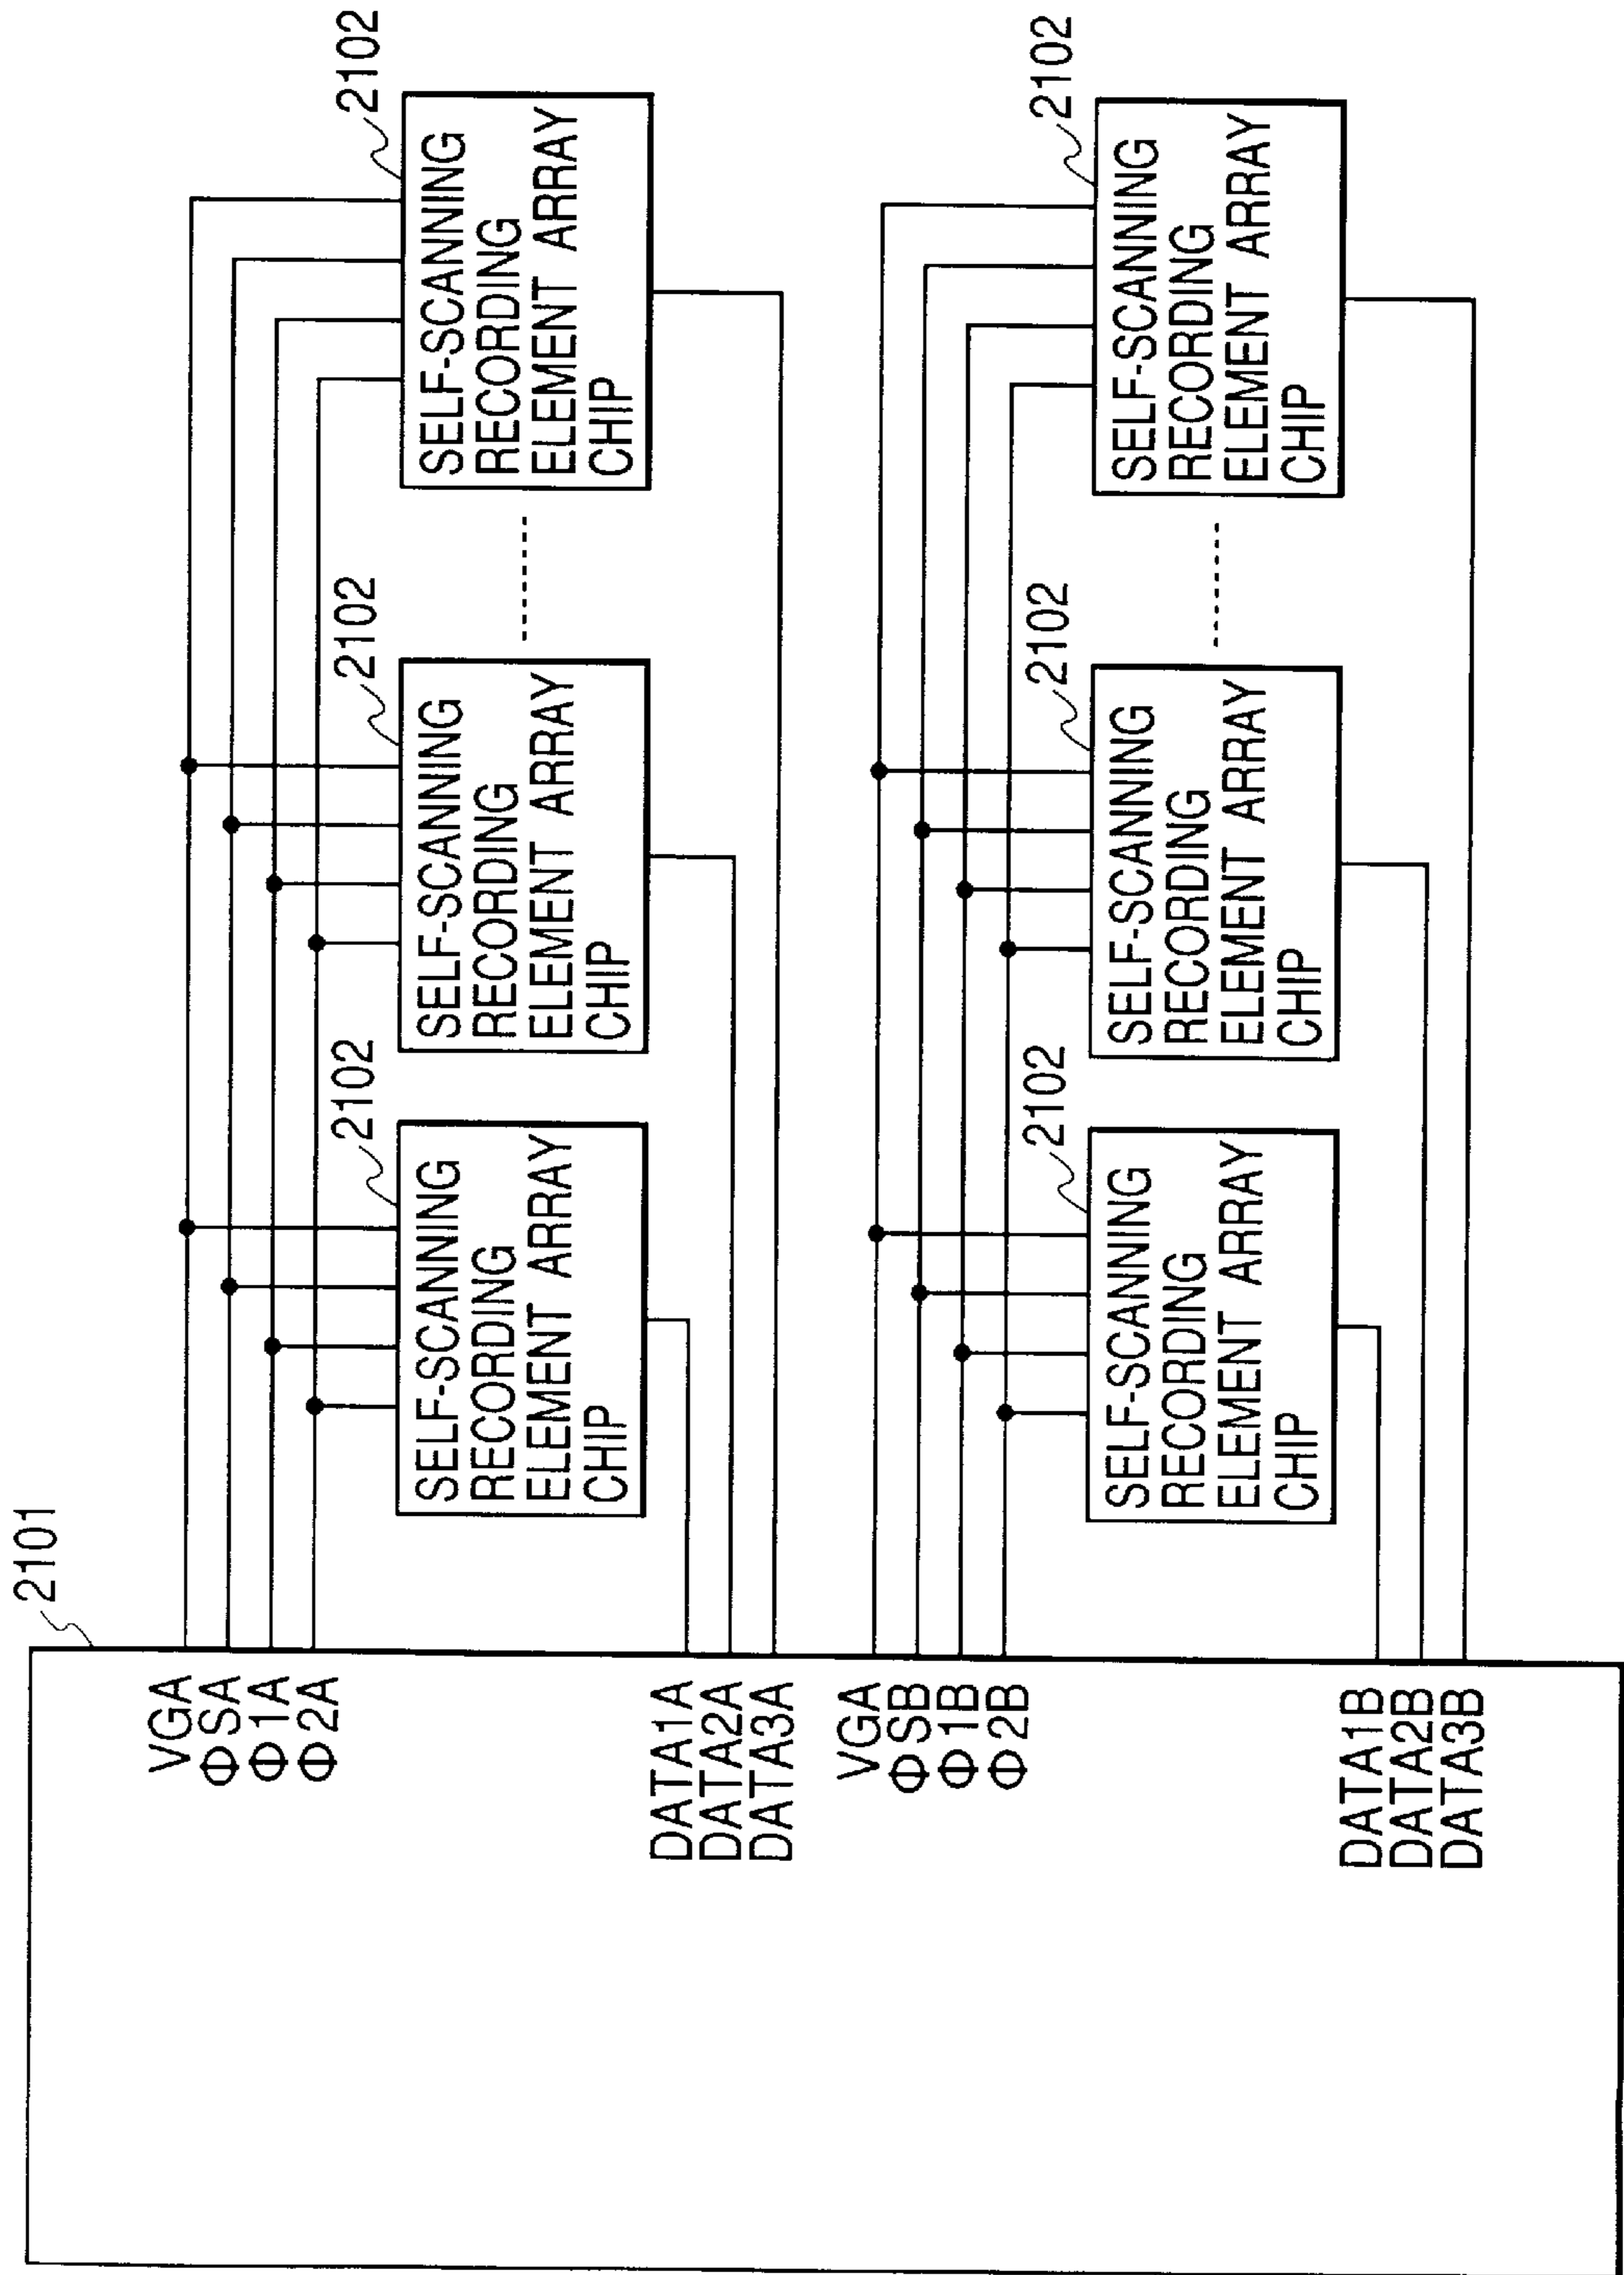 2101
VGA
ΦSA
Φ1A
Φ2A
DATA1A
DATA2A
DATA3A
VGA
ΦSB
Φ1B
Φ2B
DATA1B
DATA2B
DATA3B
2102
SELF-SCANNING
RECORDING
ELEMENT ARRAY
CHIP
2102
SELF-SCANNING
RECORDING
ELEMENT ARRAY
CHIP
2102
SELF-SCANNING
RECORDING
ELEMENT ARRAY
CHIP
2102
SELF-SCANNING
RECORDING
ELEMENT ARRAY
CHIP
2102
SELF-SCANNING
RECORDING
ELEMENT ARRAY
CHIP
2102
SELF-SCANNING
RECORDING
ELEMENT ARRAY
CHIP